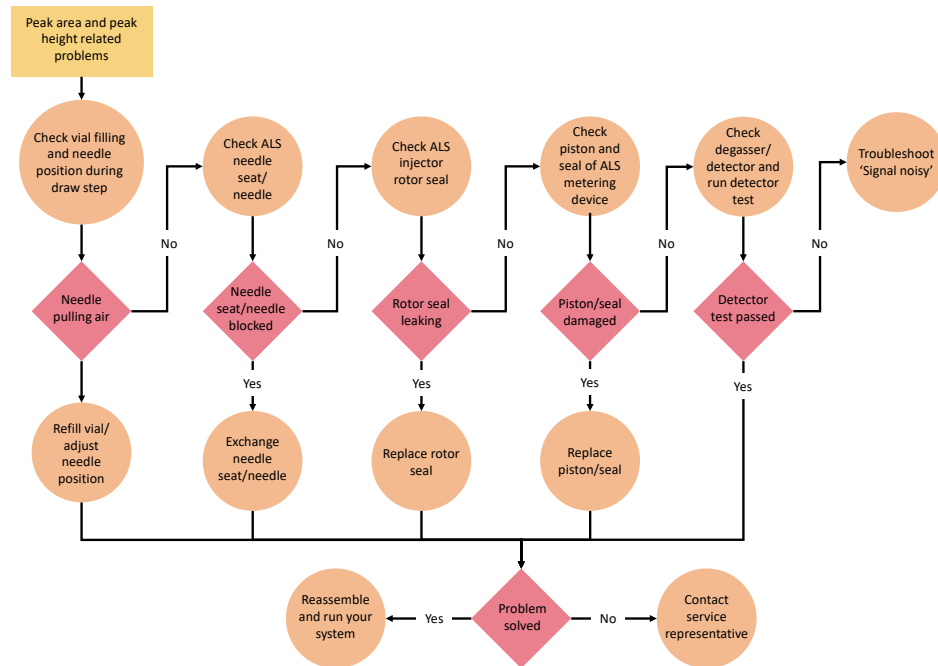 Peak area and peak
height related
problems
Check vial filling
and needle
position during
draw step
Check ALS
needle
seat/
needle
Check ALS
injector
rotor seal
Check
piston and
seal of ALS
metering
device
Check
degasser/
detector and
run detector
test
Troubleshoot
‘Signal noisy’
No
No
No
No
No
Needle
pulling air
Needle
seat/needle
blocked
Rotor seal
leaking
Piston/seal
damaged
Detector
test passed
Yes
Yes
Yes
Yes
Refill vial/
adjust
needle
position
Exchange
needle
seat/needle
Replace rotor
seal
Replace
piston/seal
Reassemble
and run your
system
Yes
Problem
solved
No
Contact
service
representative